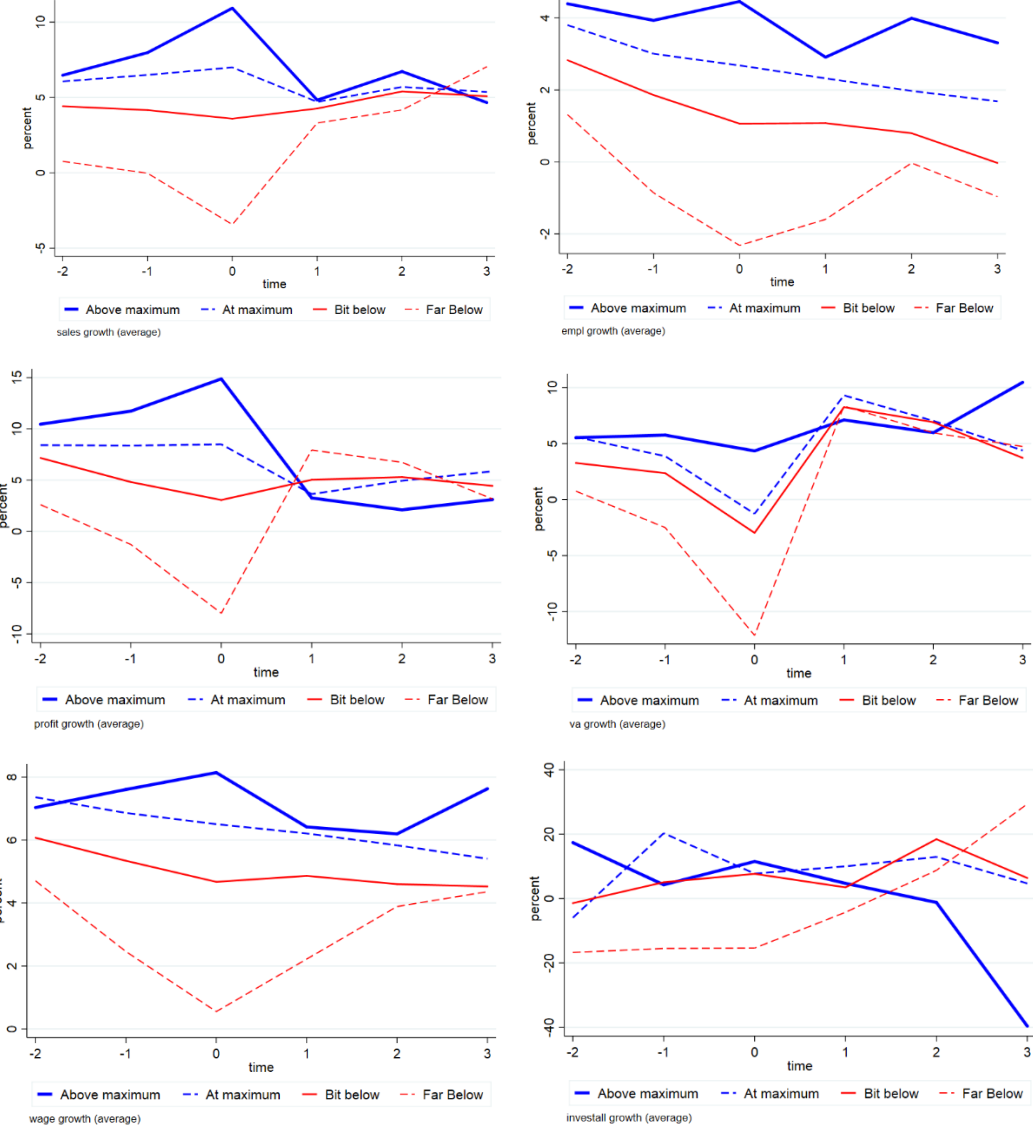 percent
10
5
0
-5
-2 -1 0 1 2 3
time
Above maximum At maximum Bit below Far Below
sales growth (average)
percent
4
2
0
-2
-2 -1 0 1 2 3
time
Above maximum At maximum Bit below Far Below
empl growth (average)
percent
15
10
5
0
-5
-10
-2 -1 0 1 2 3
time
Above maximum At maximum Bit below Far Below
profit growth (average)
percent
10
5
0
-5
-10
-2 -1 0 1 2 3
time
Above maximum At maximum Bit below Far Below
va growth (average)
percent
8
6
4
2
0
-2 -1 0 1 2 3
time
Above maximum At maximum Bit below Far Below
wage growth (average)
percent
40
20
0
-20
-40
-2 -1 0 1 2 3
time
Above maximum At maximum Bit below Far Below
investall growth (average)